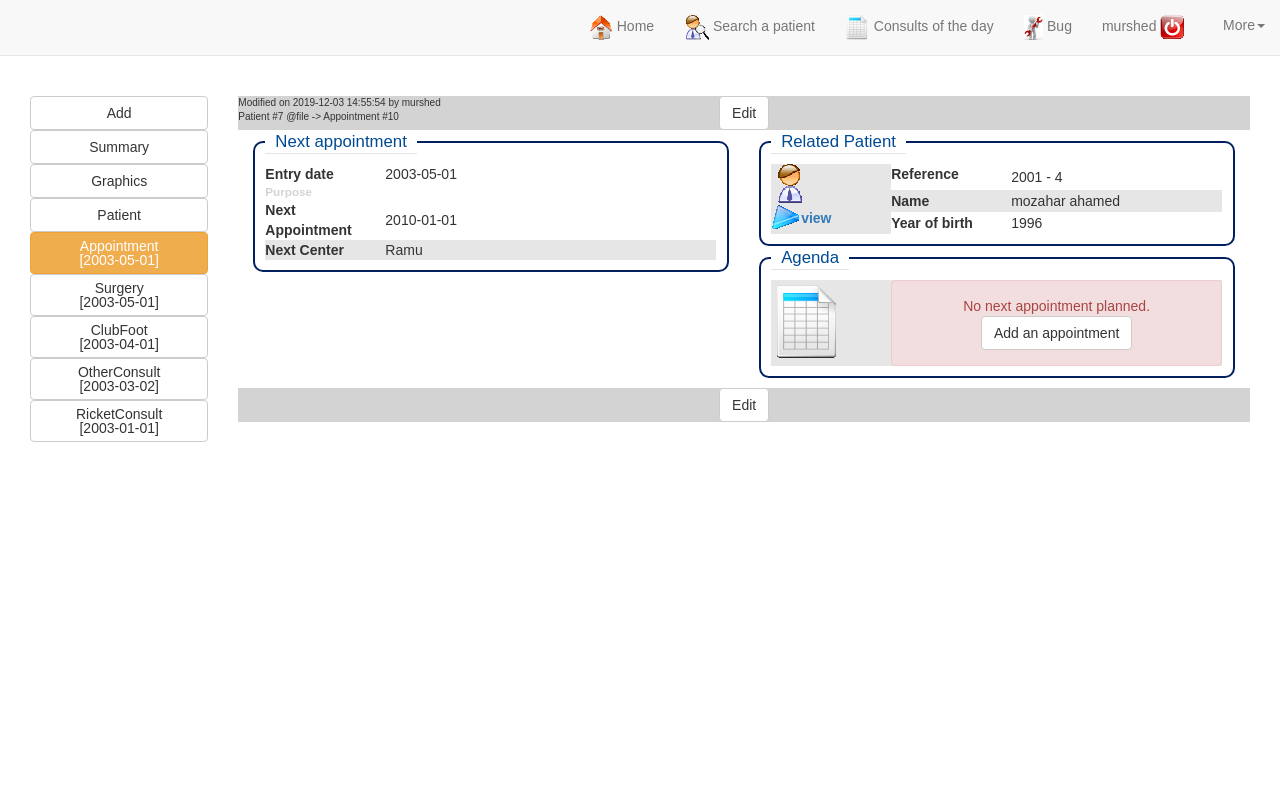 Home
Search a patient
Consults of the day
Bug
murshed
More
Add
Summary
Graphics
Patient
Appointment
[2003-05-01]
Surgery
[2003-05-01]
ClubFoot
[2003-04-01]
OtherConsult
[2003-03-02]
RicketConsult
[2003-01-01]
Modified on 2019-12-03 14:55:54 by murshed
Patient #7 @file -> Appointment #10
Edit
Next appointment
Entry date 2003-05-01
Purpose
Next
Appointment 2010-01-01
Next Center Ramu
Related Patient
view
Reference 2001 - 4
Name mozahar ahamed
Year of birth 1996
Agenda
No next appointment planned.
Add an appointment
Edit